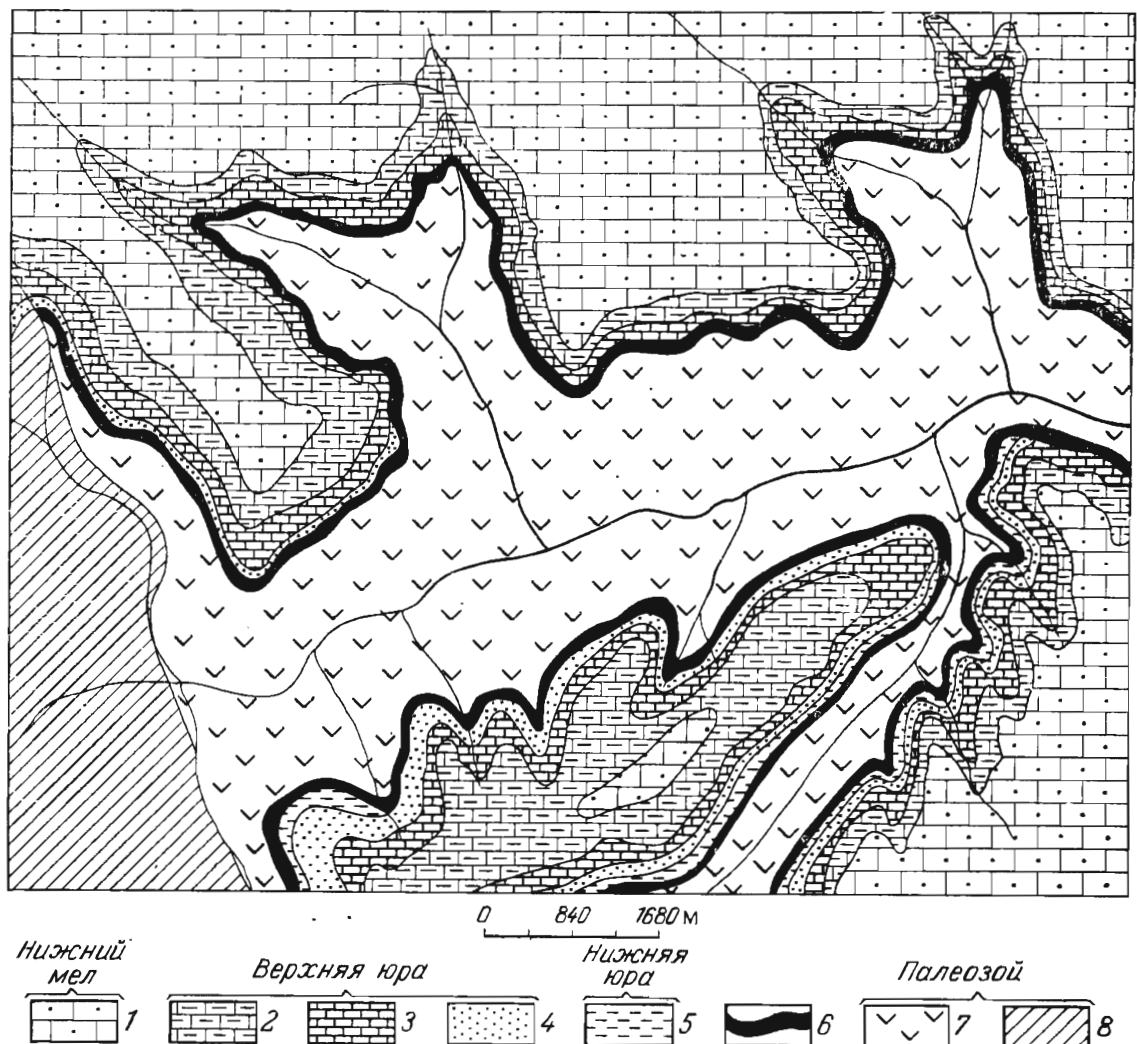 0 840 1680 м
Нижний мел Верхняя юра Нижняя юра Палеозой
1 2 3 4 5 6 7 8